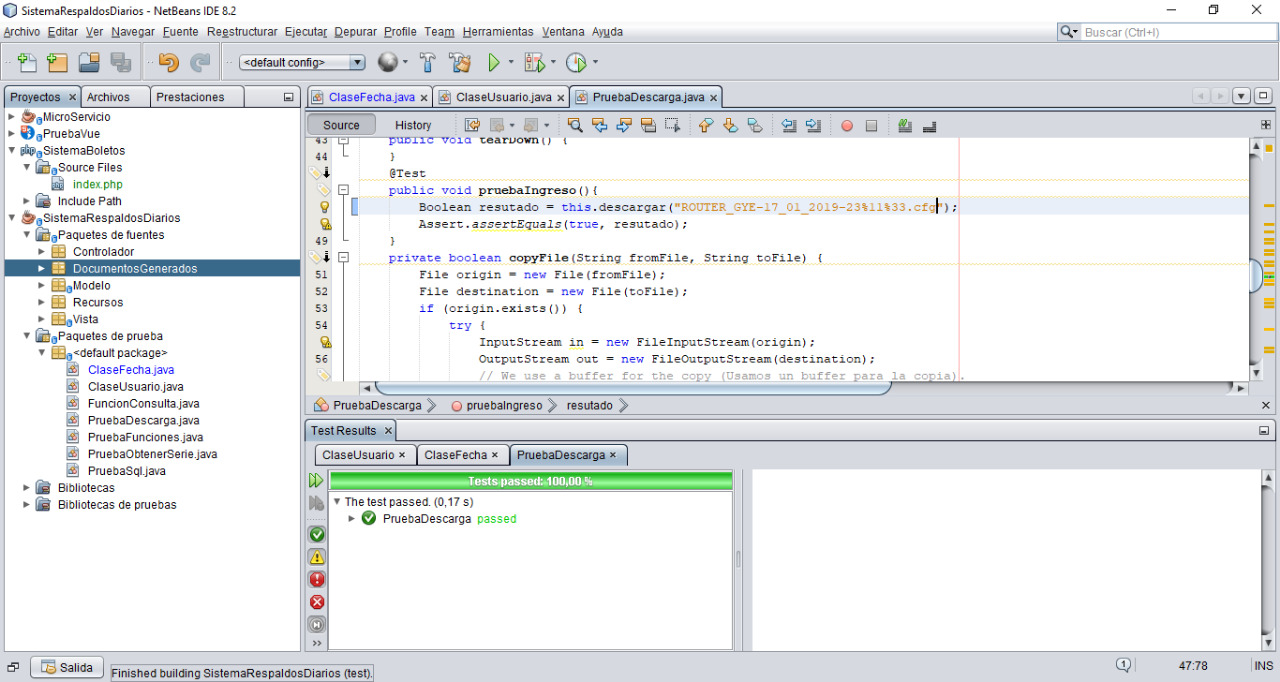 SistemaRespaldosDiarios - NetBeans IDE 8.2
Archivo Editar Ver Navegar Fuente Reestructurar Ejecutar Depurar Profile Team Herramientas Ventana Ayuda
Buscar (Ctrl+I)
<default config>
Proyectos × Archivos Prestaciones
MicroServicio
PruebaVue
SistemaBoletos
Source Files
index.php
Include Path
SistemaRespaldosDiarios
Paquetes de fuentes
Controlador
DocumentosGenerados
Modelo
Recursos
Vista
Paquetes de prueba
<default package>
ClaseFecha.java
ClaseUsuario.java
FuncionConsulta.java
PruebaDescarga.java
PruebaFunciones.java
PruebaObtenerSerie.java
PruebaSql.java
Bibliotecas
Bibliotecas de pruebas
ClaseFecha.java × ClaseUsuario.java × PruebaDescarga.java ×
Source History
43 public void tearDown() {
44 }
@Test
public void pruebaIngreso(){
Boolean resutado = this.descargar("ROUTER_GYE-17_01_2019-23%11%33.cfg");
Assert.assertEquals(true, resutado);
49 }
private boolean copyFile(String fromFile, String toFile) {
51 File origin = new File(fromFile);
52 File destination = new File(toFile);
53 if (origin.exists()) {
54 try {
InputStream in = new FileInputStream(origin);
56 OutputStream out = new FileOutputStream(destination);
// We use a buffer for the copy (Usamos un buffer para la copia).
PruebaDescarga pruebaIngreso resutado
Test Results ×
ClaseUsuario × ClaseFecha × PruebaDescarga ×
Tests passed: 100,00 %
The test passed. (0,17 s)
PruebaDescarga passed
Salida
Finished building SistemaRespaldosDiarios (test).
1
47:78
INS